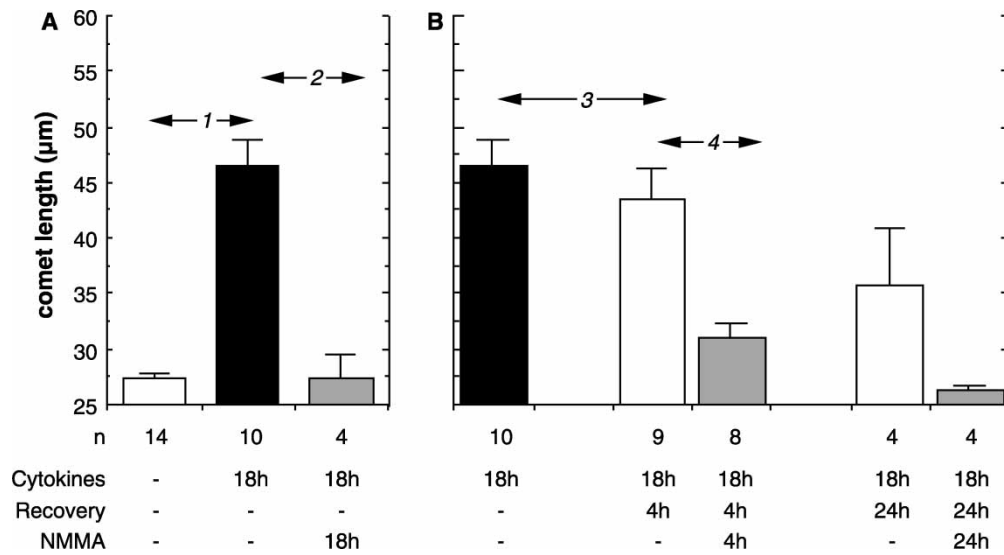 A
B
60
55
50
45
40
35
30
25
comet length (µm)
1
2
3
4
n 14 10 4 10 9 8 4 4
Cytokines - 18h 18h 18h 18h 18h 18h 18h
Recovery - - - - 4h 4h 24h 24h
NMMA - - 18h - - 4h - 24h